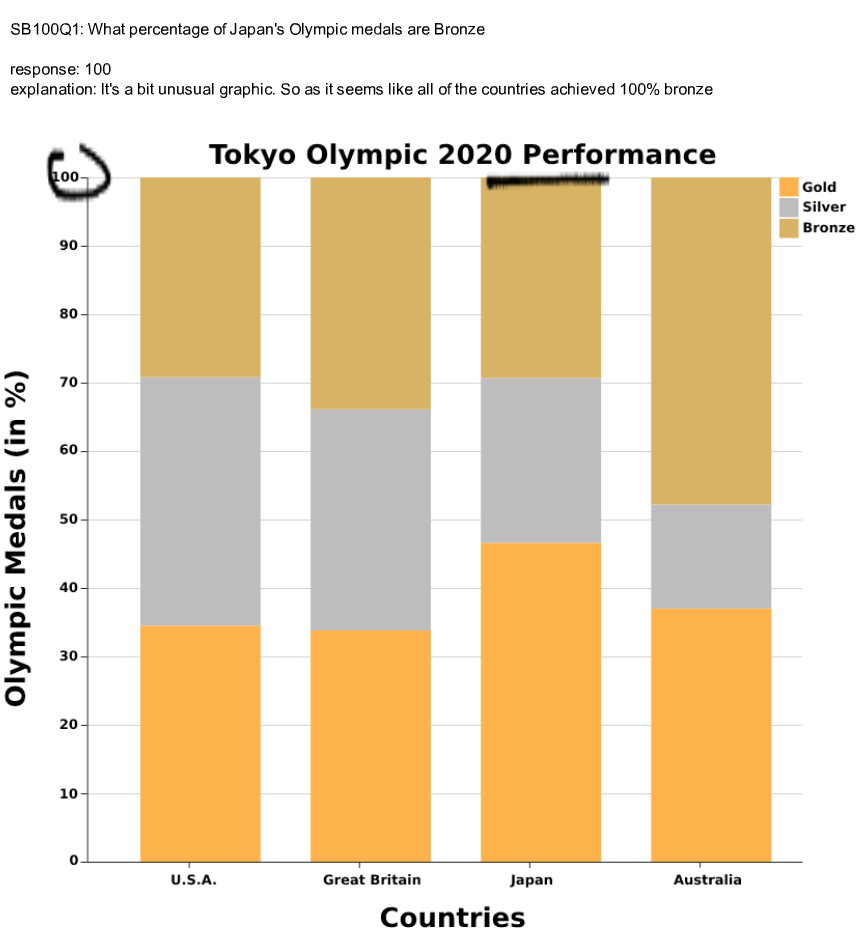 SB100Q1: What percentage of Japan's Olympic medals are Bronze
response: 100
explanation: It's a bit unusual graphic. So as it seems like all of the countries achieved 100% bronze
Tokyo Olympic 2020 Performance
Gold
Silver
Bronze
Olympic Medals (in %)
100
90
80
70
60
50
40
30
20
10
0
U.S.A. Great Britain Japan Australia
Countries